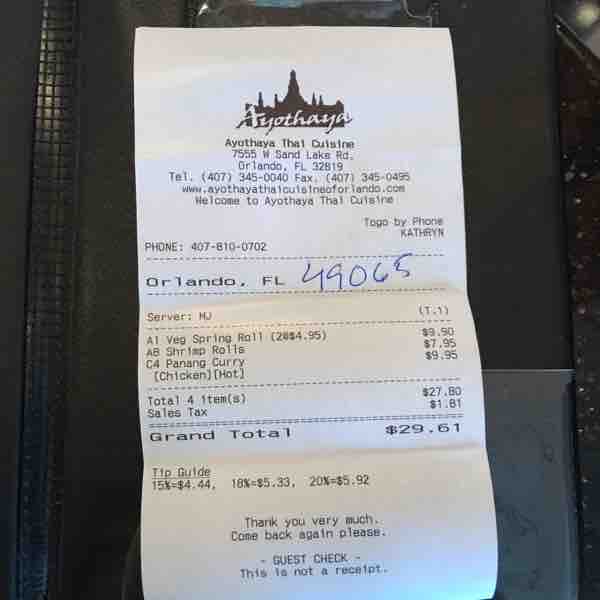 Ayothaya
Ayothaya Thai Cuisine
7555 W Sand Lake Rd.
Orlando, FL 32819
Tel. (407) 345-0040 Fax. (407) 345-0495
www.ayothayathaicuisineoforlando.com
Welcome to Ayothaya Thai Cuisine
Togo by Phone
KATHRYN
PHONE: 407-810-0702
Orlando, FL 49065
Server: MJ (T.1)
A1 Veg Spring Roll (2@$4.95) $9.90
A8 Shrimp Rolls $7.95
C4 Panang Curry $9.95
[Chicken][Hot]
Total 4 item(s) $27.80
Sales Tax $1.81
Grand Total $29.61
Tip Guide
15%=$4.44, 18%=$5.33, 20%=$5.92
Thank you very much.
Come back again please.
- GUEST CHECK -
This is not a receipt.